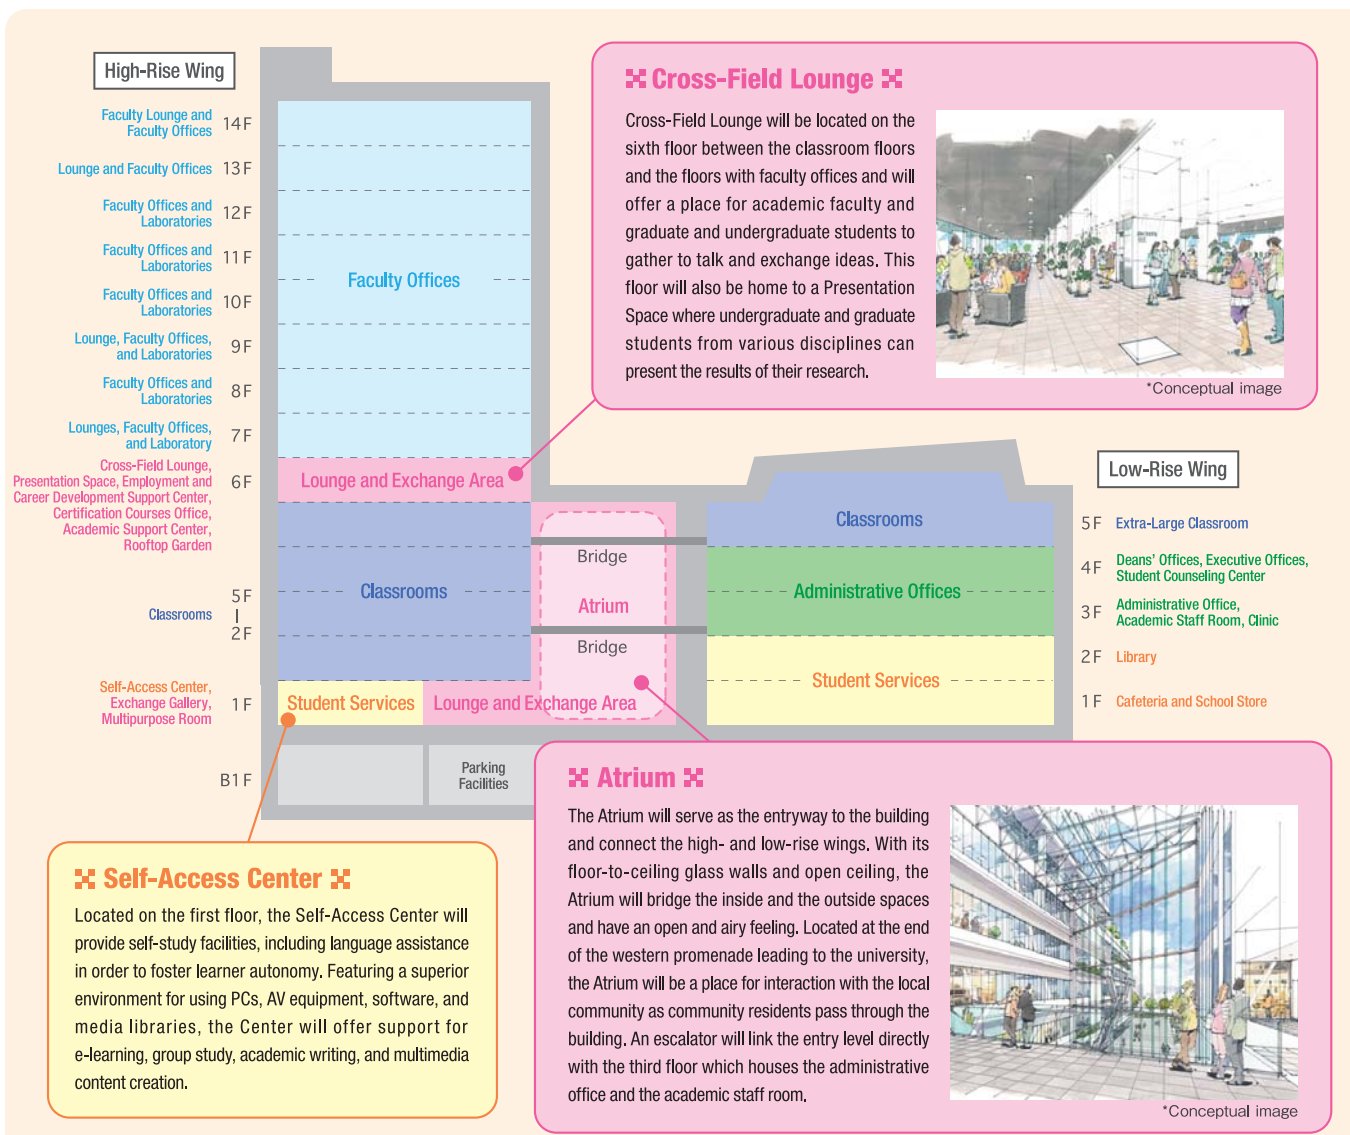 High-Rise Wing
Faculty Lounge and
Faculty Offices
14F
Lounge and Faculty Offices
13F
Faculty Offices and
Laboratories
12F
Faculty Offices and
Laboratories
11F
Faculty Offices and
Laboratories
10F
Lounge, Faculty Offices,
and Laboratories
9F
Faculty Offices and
Laboratories
8F
Lounges, Faculty Offices,
and Laboratory
7F
Cross-Field Lounge,
Presentation Space, Employment and
Career Development Support Center,
Certification Courses Office,
Academic Support Center,
Rooftop Garden
6F
Classrooms
5F
2F
Self-Access Center,
Exchange Gallery,
Multipurpose Room
1F
B1F
Faculty Offices
Lounge and Exchange Area
Classrooms
Student Services
Lounge and Exchange Area
Parking
Facilities
Bridge
Atrium
Bridge
Classrooms
Administrative Offices
Student Services
Low-Rise Wing
5F Extra-Large Classroom
4F
Deans' Offices, Executive Offices,
Student Counseling Center
3F
Administrative Office,
Academic Staff Room, Clinic
2F Library
1F Cafeteria and School Store
Cross-Field Lounge
Cross-Field Lounge will be located on the
sixth floor between the classroom floors
and the floors with faculty offices and will
offer a place for academic faculty and
graduate and undergraduate students to
gather to talk and exchange ideas. This
floor will also be home to a Presentation
Space where undergraduate and graduate
students from various disciplines can
present the results of their research.
*Conceptual image
Self-Access Center
Located on the first floor, the Self-Access Center will
provide self-study facilities, including language assistance
in order to foster learner autonomy. Featuring a superior
environment for using PCs, AV equipment, software, and
media libraries, the Center will offer support for
e-learning, group study, academic writing, and multimedia
content creation.
Atrium
The Atrium will serve as the entryway to the building
and connect the high- and low-rise wings. With its
floor-to-ceiling glass walls and open ceiling, the
Atrium will bridge the inside and the outside spaces
and have an open and airy feeling. Located at the end
of the western promenade leading to the university,
the Atrium will be a place for interaction with the local
community as community residents pass through the
building. An escalator will link the entry level directly
with the third floor which houses the administrative
office and the academic staff room.
*Conceptual image